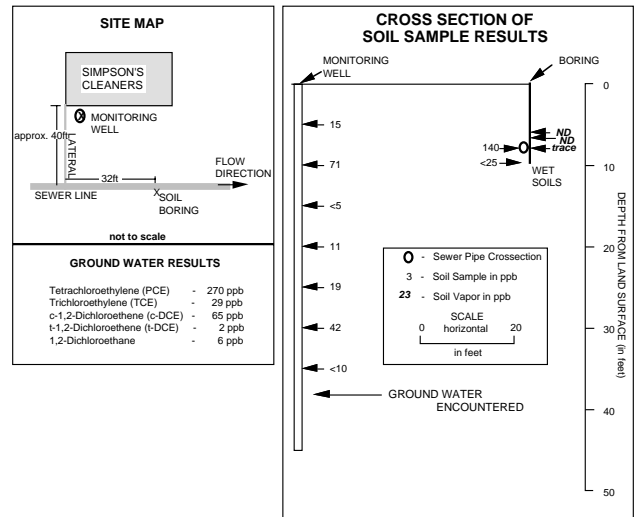 SITE MAP
SIMPSON'S
CLEANERS
MONITORING
WELL
approx. 40ft
LATERAL
32ft
FLOW
DIRECTION
SEWER LINE
X
SOIL
BORING
not to scale
GROUND WATER RESULTS
Tetrachloroethylene (PCE) - 270 ppb
Trichloroethylene (TCE) - 29 ppb
c-1,2-Dichloroethene (c-DCE) - 65 ppb
t-1,2-Dichloroethene (t-DCE) - 2 ppb
1,2-Dichloroethane - 6 ppb
CROSS SECTION OF
SOIL SAMPLE RESULTS
MONITORING
WELL
BORING
15
71
<5
11
19
42
<10
GROUND WATER
ENCOUNTERED
ND
ND
140
trace
<25
WET
SOILS
O - Sewer Pipe Crossection
3 - Soil Sample in ppb
23 - Soil Vapor in ppb
SCALE
0 horizontal 20
in feet
0
10
20
30
40
50
DEPTH FROM LAND SURFACE (in feet)